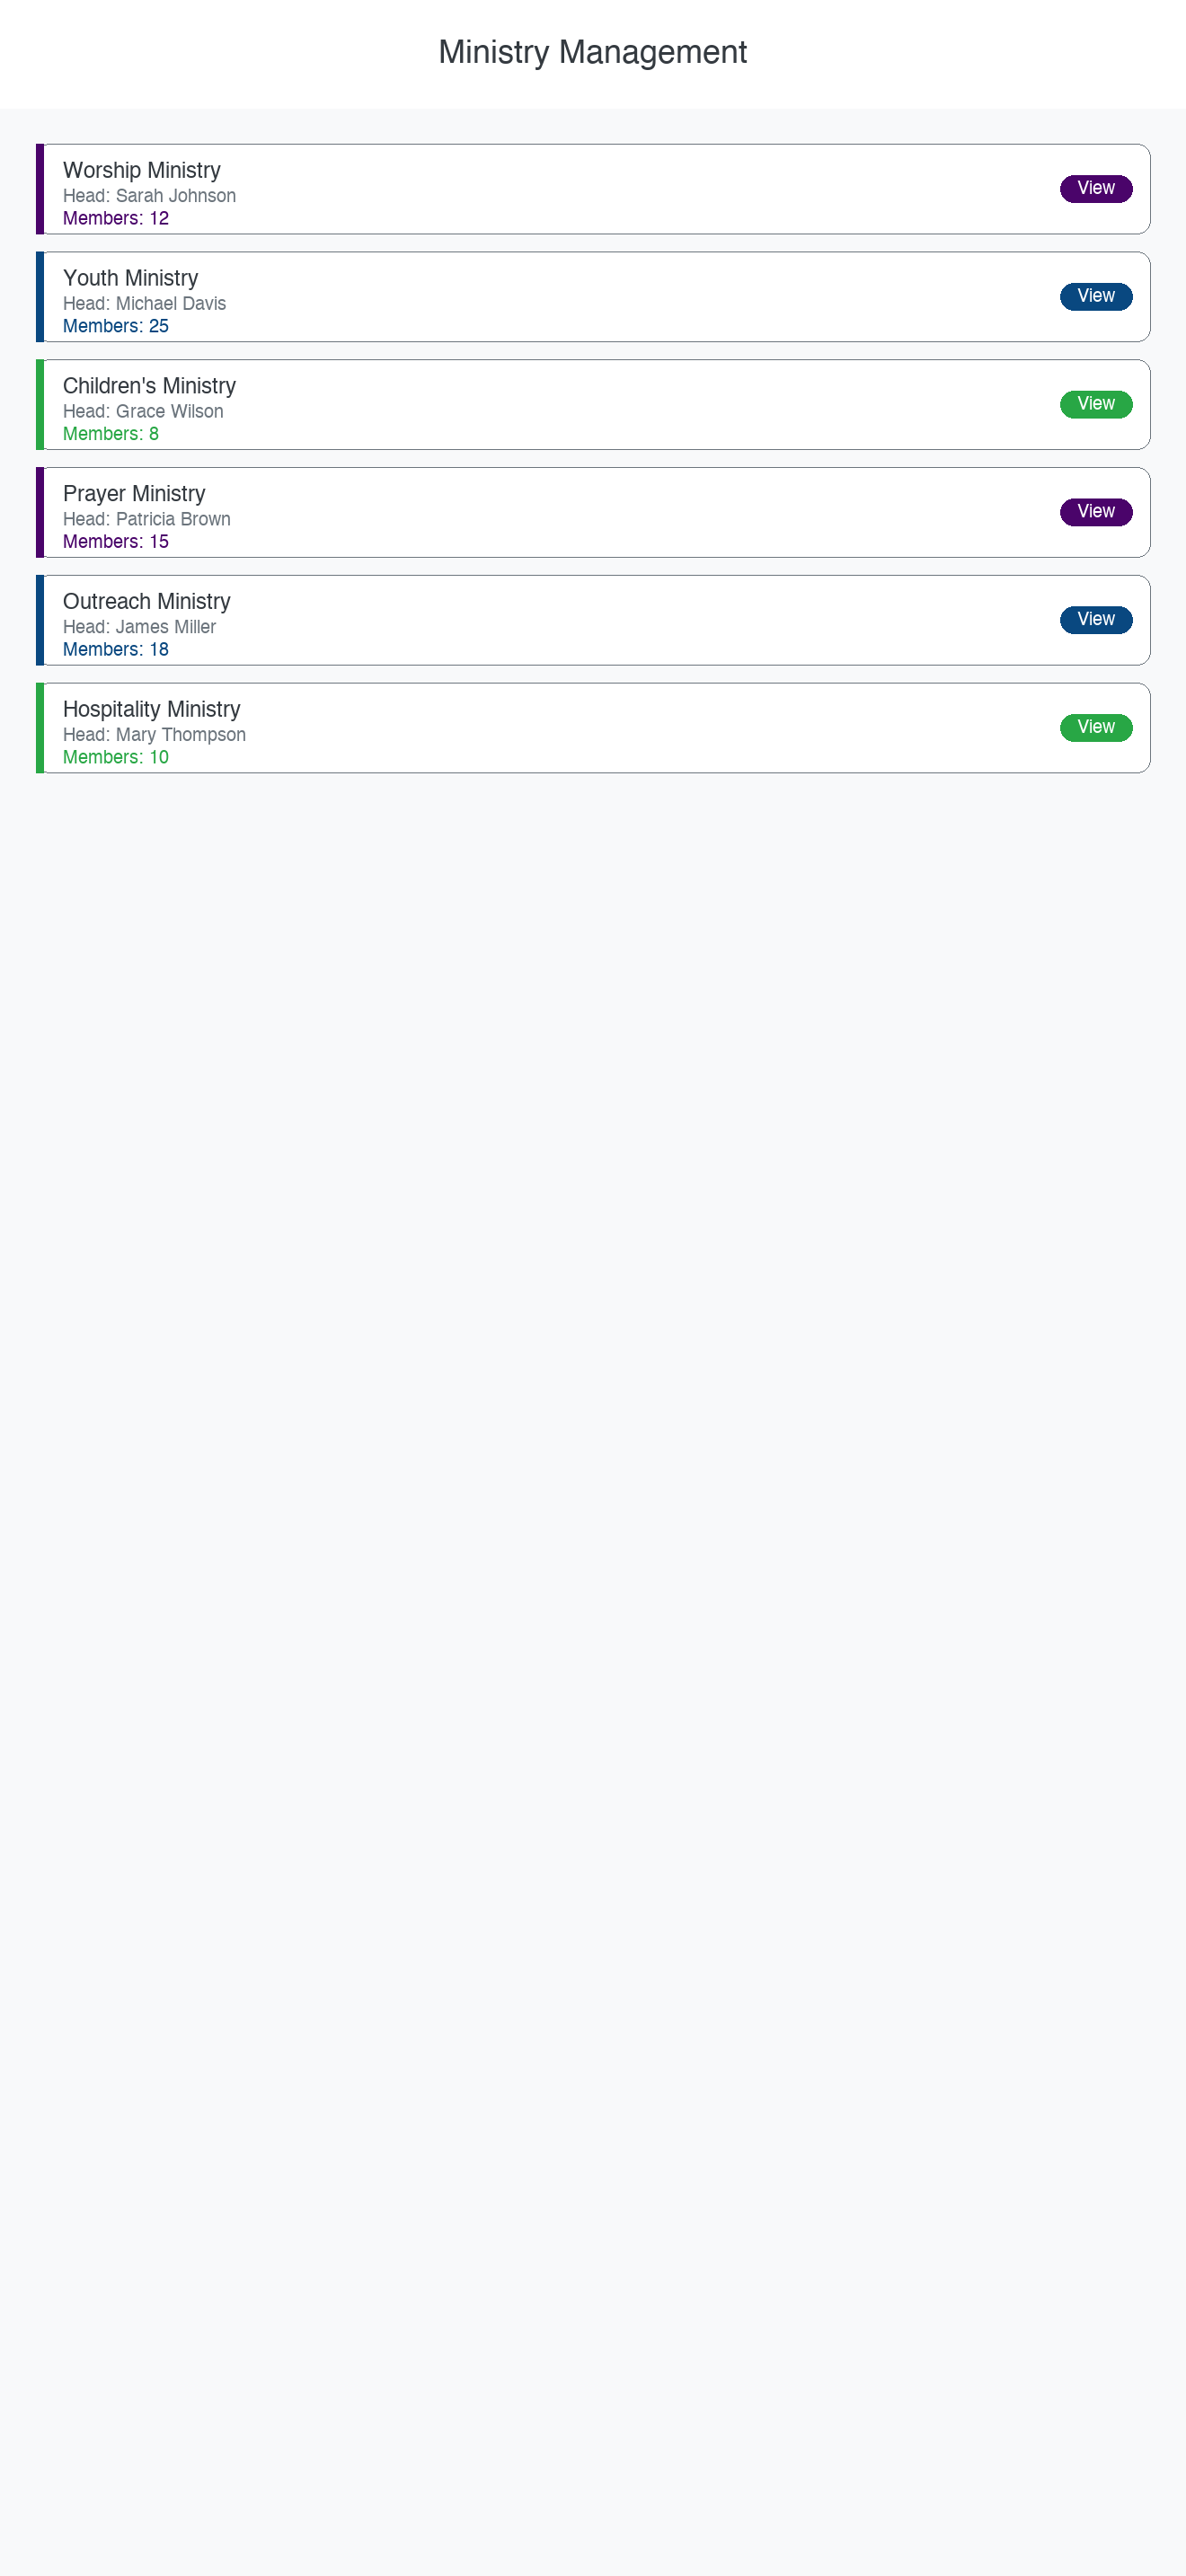 Ministry Management
Worship Ministry
Head: Sarah Johnson
Members: 12
View
Youth Ministry
Head: Michael Davis
Members: 25
View
Children's Ministry
Head: Grace Wilson
Members: 8
View
Prayer Ministry
Head: Patricia Brown
Members: 15
View
Outreach Ministry
Head: James Miller
Members: 18
View
Hospitality Ministry
Head: Mary Thompson
Members: 10
View